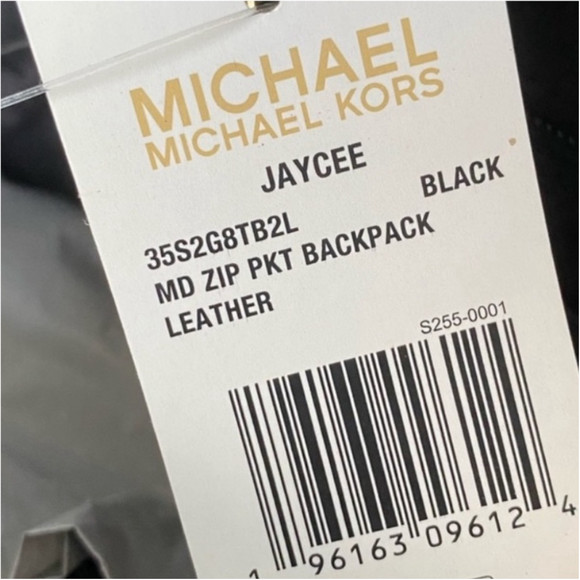 MICHAEL
MICHAEL KORS
JAYCEE
BLACK
35S2G8TB2L
MD ZIP PKT BACKPACK
LEATHER
S255-0001
1 96163 09612 4